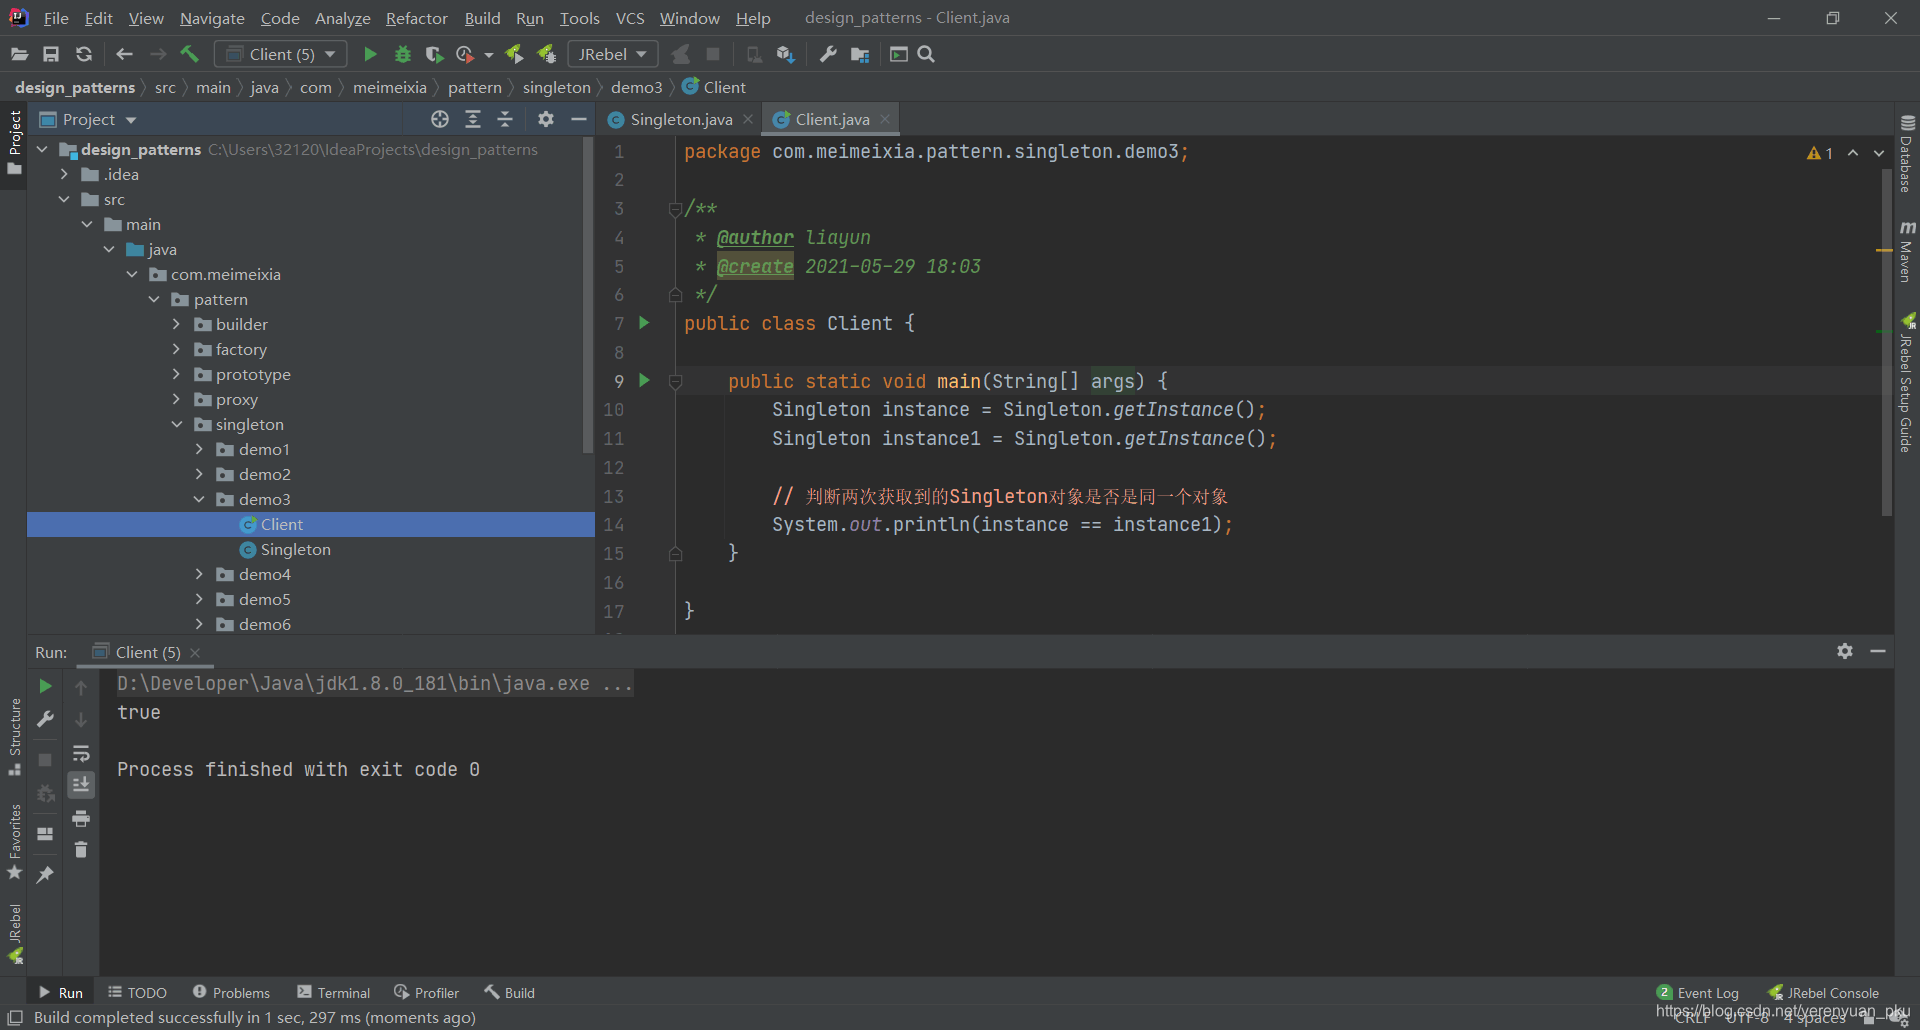 File Edit View Navigate Code Analyze Refactor Build Run Tools VCS Window Help design_patterns - Client.java
Client (5) JRebel
design_patterns src main java com meimeixia pattern singleton demo3 Client
Project
Project
design_patterns C:\Users\32120\IdeaProjects\design_patterns
.idea
src
main
java
com.meimeixia
pattern
builder
factory
prototype
proxy
singleton
demo1
demo2
demo3
Client
Singleton
demo4
demo5
demo6
Singleton.java Client.java
1 package com.meimeixia.pattern.singleton.demo3;
2
3 /**
4 * @author liayun
5 * @create 2021-05-29 18:03
6 */
7 public class Client {
8
9 public static void main(String[] args) {
10 Singleton instance = Singleton.getInstance();
11 Singleton instance1 = Singleton.getInstance();
12
13 // 判断两次获取到的Singleton对象是否是同一个对象
14 System.out.println(instance == instance1);
15 }
16
17 }
1
Database
Maven
JRebel Setup Guide
Run: Client (5)
D:\Developer\Java\jdk1.8.0_181\bin\java.exe ...
true
Process finished with exit code 0
Structure
Favorites
JRebel
Run TODO Problems Terminal Profiler Build 2 Event Log JRebel Console
Build completed successfully in 1 sec, 297 ms (moments ago) CRLF UTF-8 4 spaces
https://blog.csdn.net/yerenyuan_pku